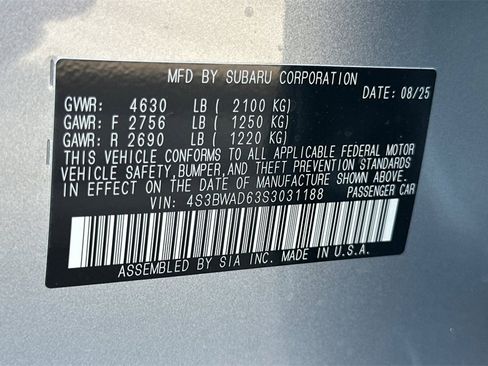 MFD BY SUBARU CORPORATION
DATE: 08/25
GVWR: 4630 LB ( 2100 KG)
GAWR: F 2756 LB ( 1250 KG)
GAWR: R 2690 LB ( 1220 KG)
THIS VEHICLE CONFORMS TO ALL APPLICABLE FEDERAL MOTOR
VEHICLE SAFETY,BUMPER,AND THEFT PREVENTION STANDARDS
IN EFFECT ON THE DATE OF MANUFACTURE SHOWN ABOVE.
VIN: 4S3BWAD63S3031188 PASSENGER CAR
ASSEMBLED BY SIA INC. MADE IN U.S.A.